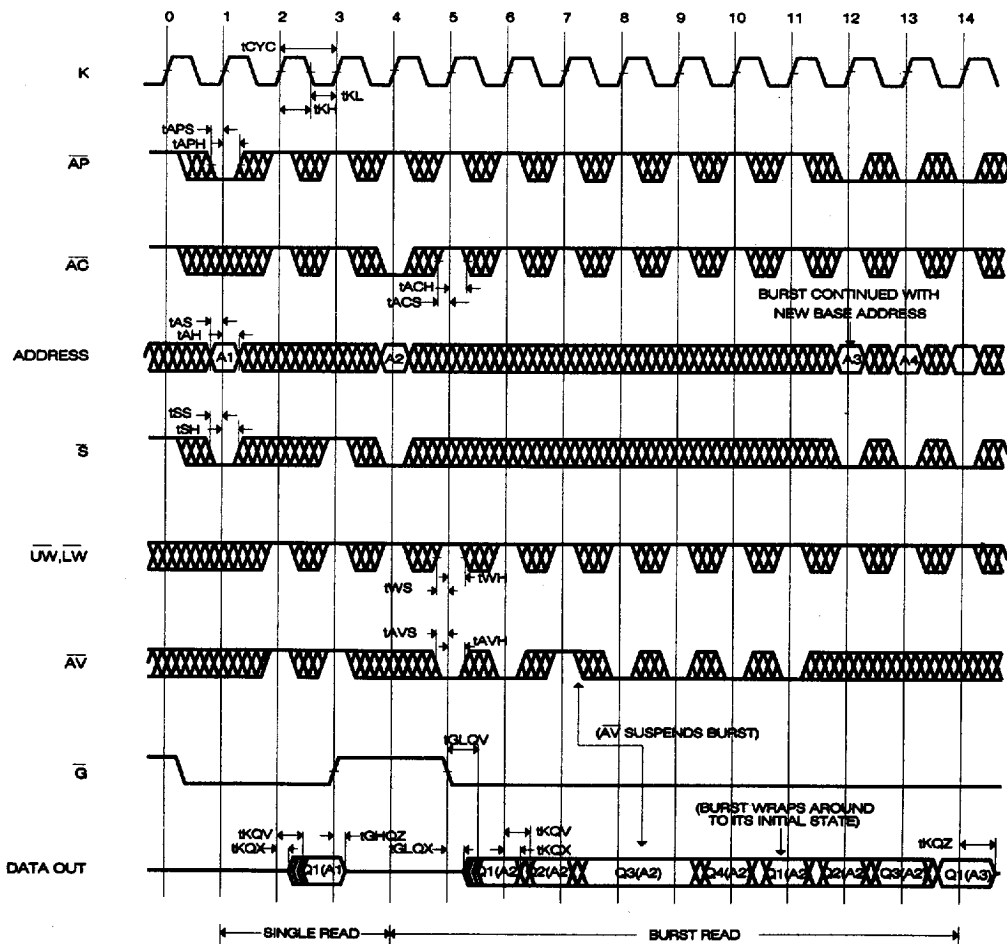 0 1 2 3 4 5 6 7 8 9 10 11 12 13 14
tCYC
K
tKL
tKH
tAPS
tAPH
AP
AC
tACH
tACS
BURST CONTINUED WITH
NEW BASE ADDRESS
tAS
tAH
ADDRESS
A1 A2 A3 A4
tSS
tSH
S
UW,LW
tWH
tWS
tAVS
tAVH
AV
(AV SUSPENDS BURST)
tGLQV
G
(BURST WRAPS AROUND
TO ITS INITIAL STATE)
tKQV tGHQZ tKQV
tKQX tGLQX tKQX tKQZ
DATA OUT
Q1(A1) Q1(A2 Q2(A2 Q3(A2) Q4(A2 Q1(A2 Q2(A2 Q3(A2 Q1(A3)
SINGLE READ BURST READ